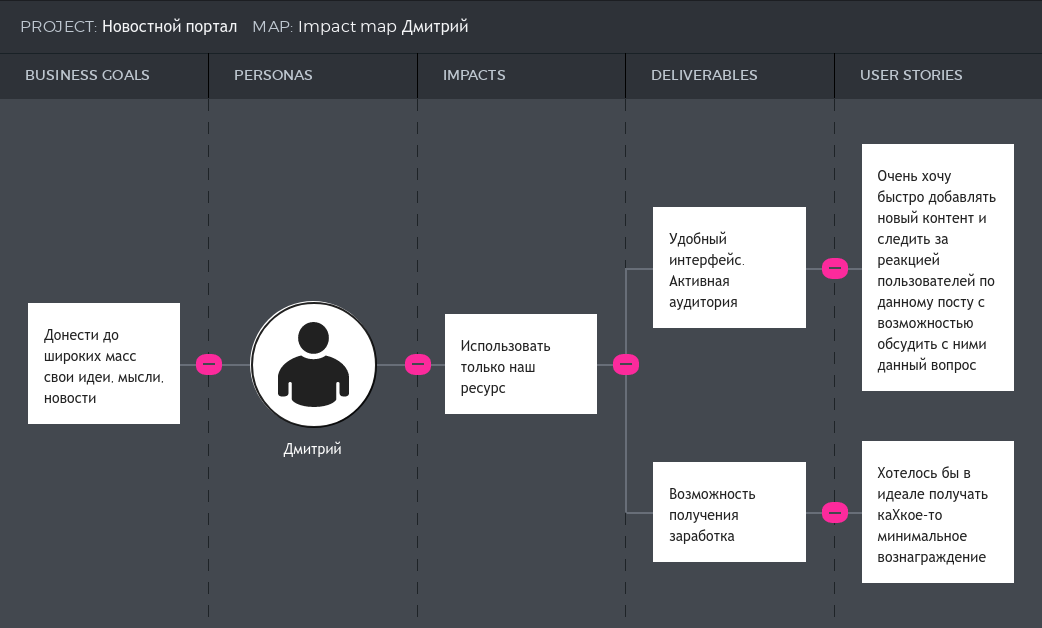 PROJECT: Новостной портал MAP: Impact map Дмитрий
BUSINESS GOALS
PERSONAS
IMPACTS
DELIVERABLES
USER STORIES
Донести до
широких масс
свои идеи, мысли,
новости
Дмитрий
Использовать
только наш
ресурс
Удобный
интерфейс.
Активная
аудитория
Очень хочу
быстро добавлять
новый контент и
следить за
реакцией
пользователей по
данному посту с
возможностью
обсудить с ними
данный вопрос
Возможность
получения
заработка
Хотелось бы в
идеале получать
каХкое-то
минимальное
вознаграждение